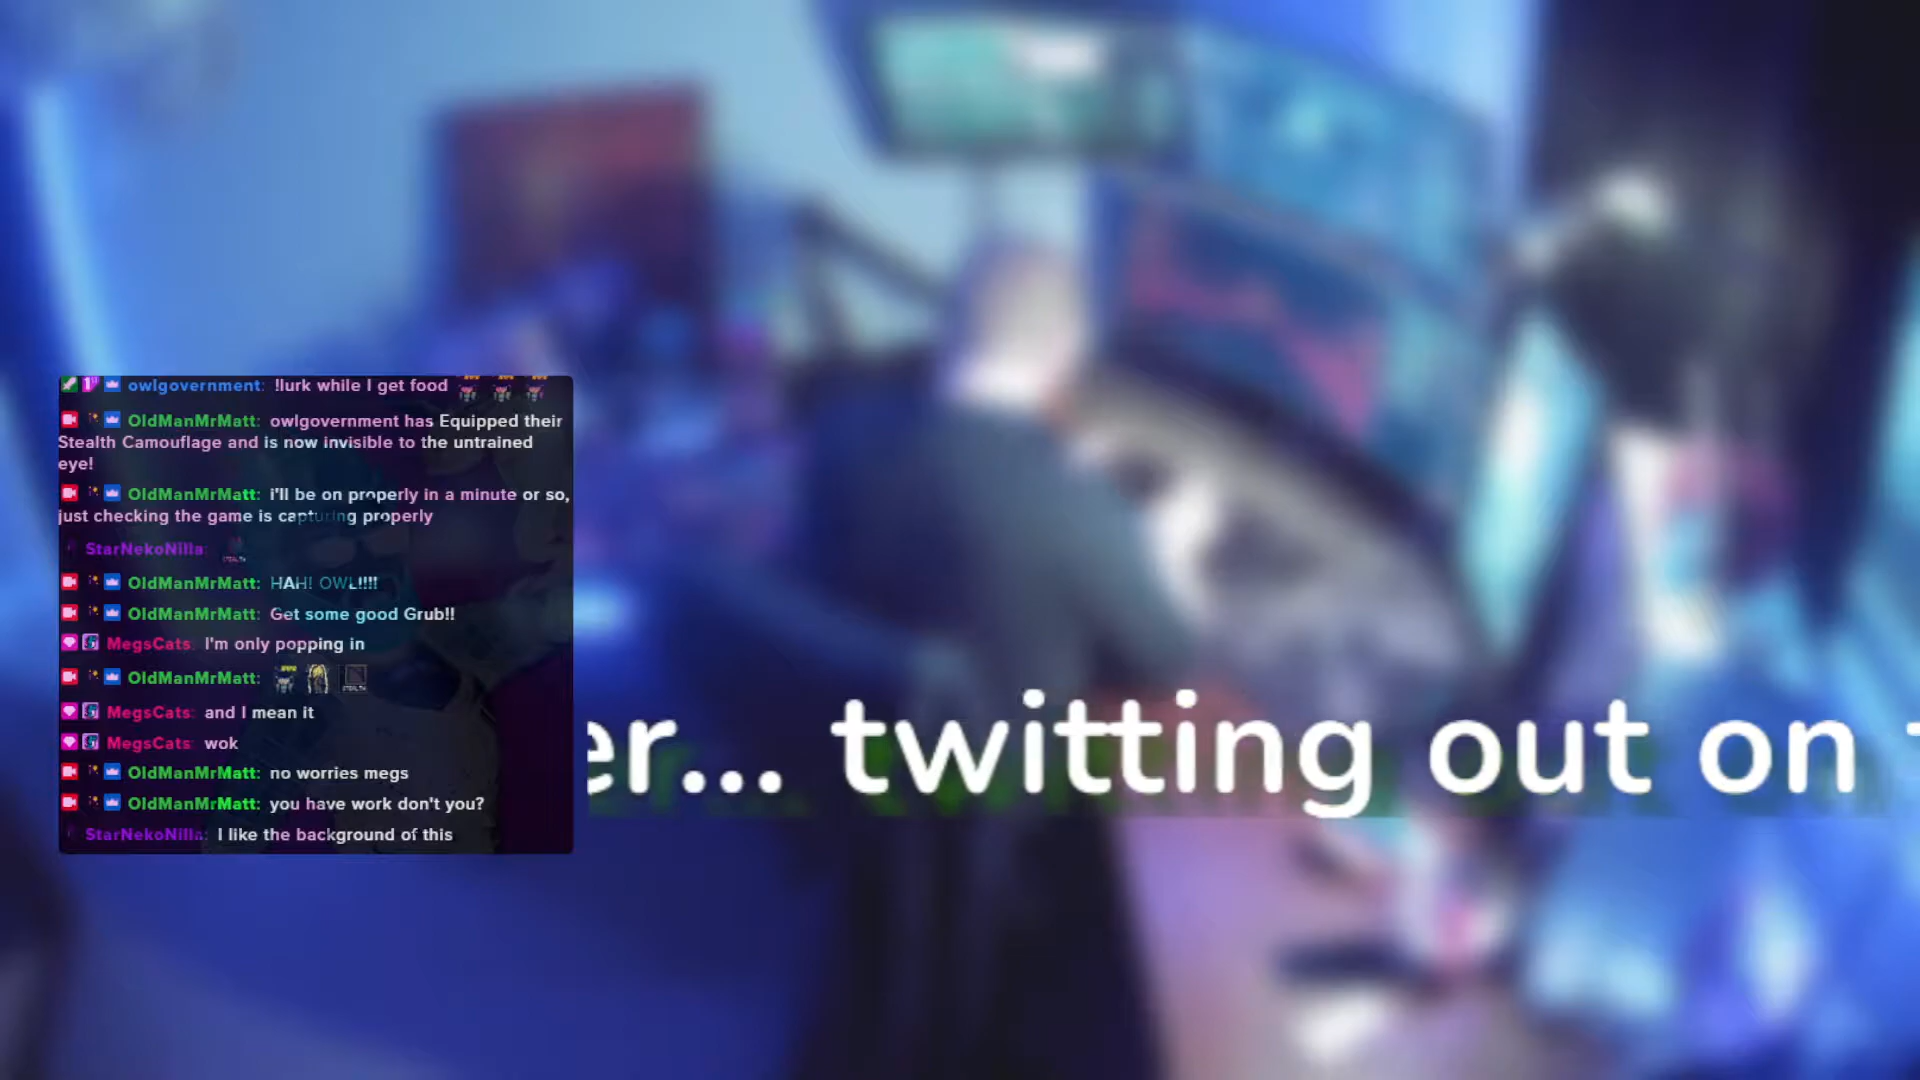 owlgovernment: !lurk while I get food
OldManMrMatt: owlgovernment has Equipped their
Stealth Camouflage and is now invisible to the untrained
eye!
OldManMrMatt: i'll be on properly in a minute or so,
just checking the game is capturing properly
StarNekoNilla:
OldManMrMatt: HAH! OWL!!!!
OldManMrMatt: Get some good Grub!!
MegsCats: I'm only popping in
OldManMrMatt:
MegsCats: and I mean it
MegsCats: wok
OldManMrMatt: no worries megs
OldManMrMatt: you have work don't you?
StarNekoNilla: I like the background of this
er... twitting out on